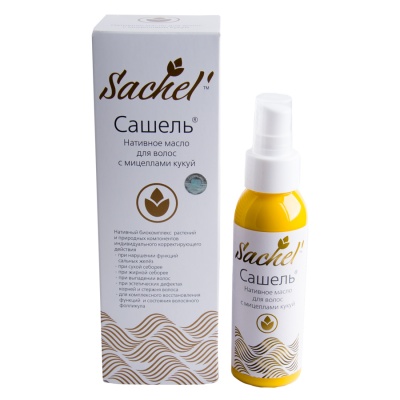 Sachel'™
Сашель®
Нативное масло
для волос
с мицеллами кукуй
Нативный биокомплекс растений
и природных компонентов
индивидуального корректирующего
действия
- при нарушении функций
сальных желёз
- при сухой себорее
- при жирной себорее
- при выпадении волос
- при эстетических дефектах
корней и стержня волоса
- для комплексного восстановления
функций и состояния волосяного
фолликула
Sachel'
Сашель®
Нативное масло
для волос
с мицеллами кукуй